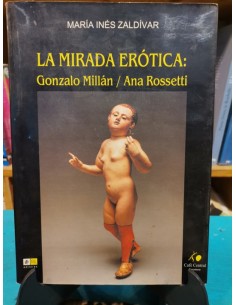 MARÍA INÉS ZALDÍVAR
LA MIRADA ERÓTICA:
Gonzalo Millán / Ana Rossetti